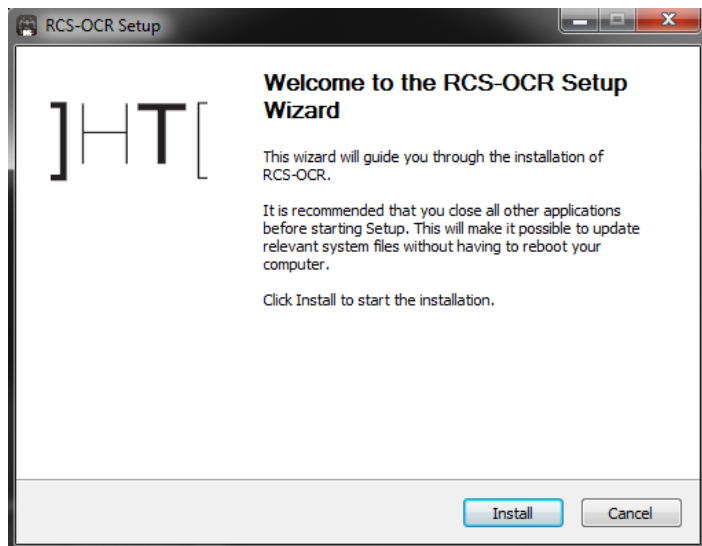 RCS-OCR Setup
]HT[
Welcome to the RCS-OCR Setup
Wizard
This wizard will guide you through the installation of
RCS-OCR.
It is recommended that you close all other applications
before starting Setup. This will make it possible to update
relevant system files without having to reboot your
computer.
Click Install to start the installation.
Install
Cancel